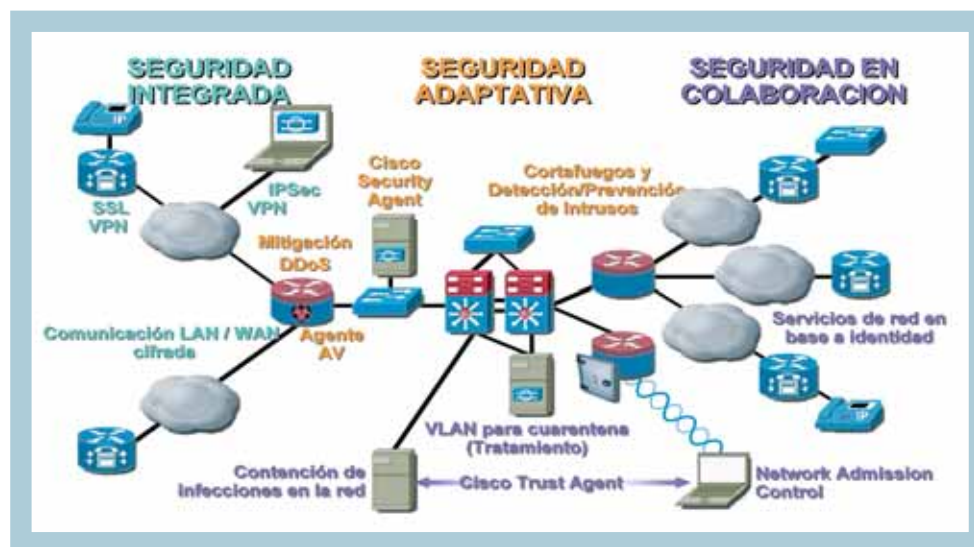 SEGURIDAD
INTEGRADA
SEGURIDAD
ADAPTATIVA
SEGURIDAD EN
COLABORACION
IP
SSL
VPN
IPSec
VPN
Cisco
Security
Agent
Cortafuegos y
Detección/Prevención
de Intrusos
Mitigación
DDoS
Comunicación LAN / WAN
cifrada
Agente
AV
Servicios de red en
base a identidad
IP
VLAN para cuarentena
(Tratamiento)
Contención de
infecciones en la red
Cisco Trust Agent
Network Admission
Control